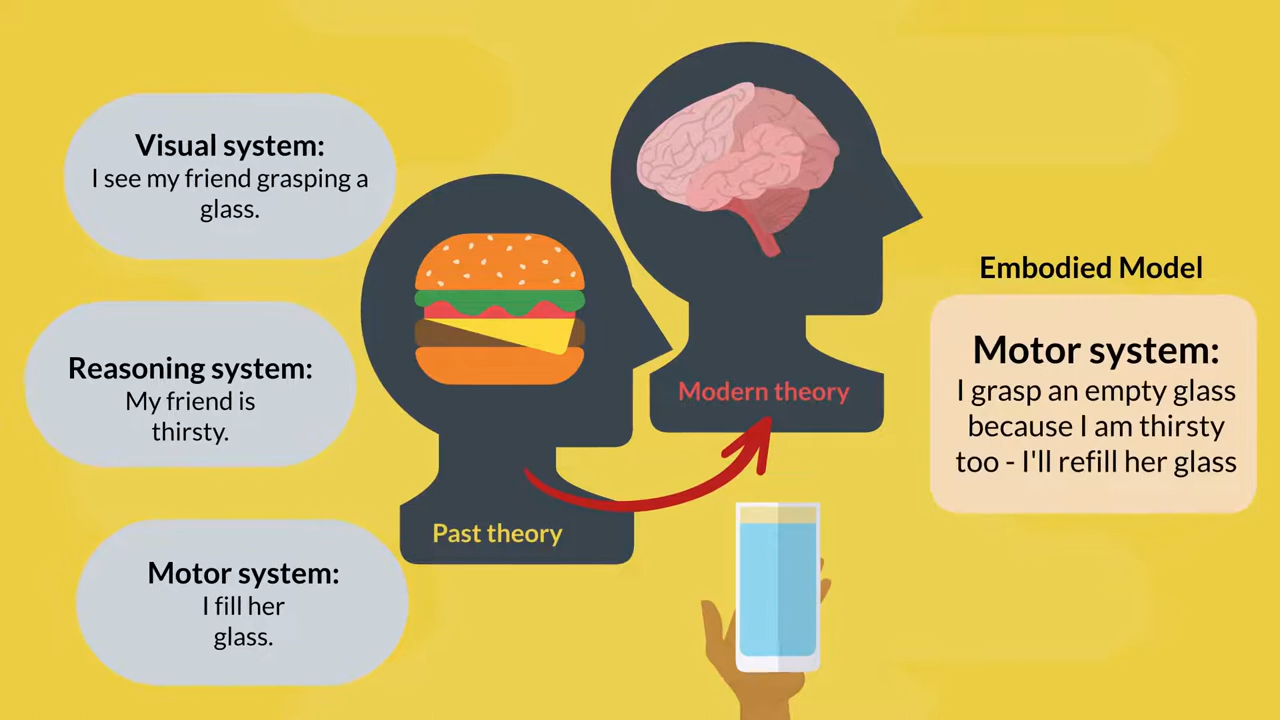 Visual system:
I see my friend grasping a
glass.
Reasoning system:
My friend is
thirsty.
Motor system:
I fill her
glass.
Past theory
Modern theory
Embodied Model
Motor system:
I grasp an empty glass
because I am thirsty
too - I'll refill her glass